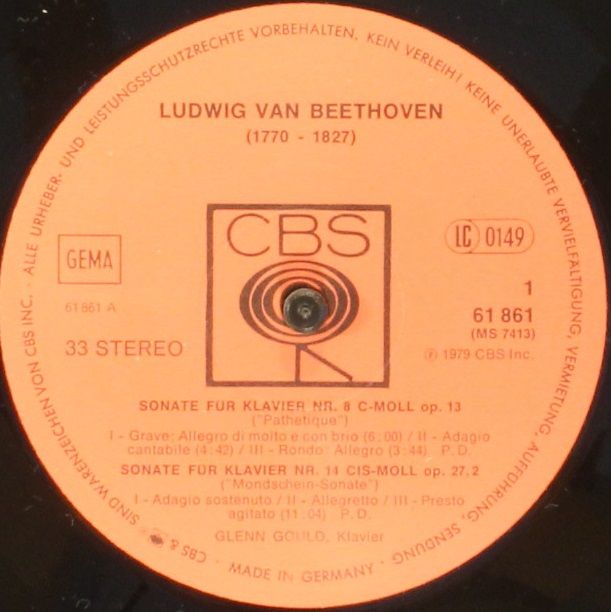 ALLE URHEBER- UND LEISTUNGSSCHUTZRECHTE VORBEHALTEN. KEIN VERLEIH! KEINE UNERLAUBTE VERVIELFÄLTIGUNG, VERMIETUNG, AUFFÜHRUNG, SENDUNG
LUDWIG VAN BEETHOVEN
(1770 - 1827)
CBS
GEMA
LC 0149
61 861 A
1
61 861
(MS 7413)
33 STEREO
℗ 1979 CBS Inc.
SONATE FÜR KLAVIER NR. 8 C-MOLL op. 13
("Pathetique")
I - Grave: Allegro di molto e con brio (6:00) / II - Adagio
cantabile (4:42) / III - Rondo: Allegro (3:44) P.D.
SONATE FÜR KLAVIER NR. 14 CIS-MOLL op. 27.2
("Mondschein-Sonate")
I - Adagio sostenuto / II - Allegretto / III - Presto
agitato (11:04) P.D.
GLENN GOULD, Klavier
CBS & SIND WARENZEICHEN VON CBS INC. ·
· MADE IN GERMANY ·